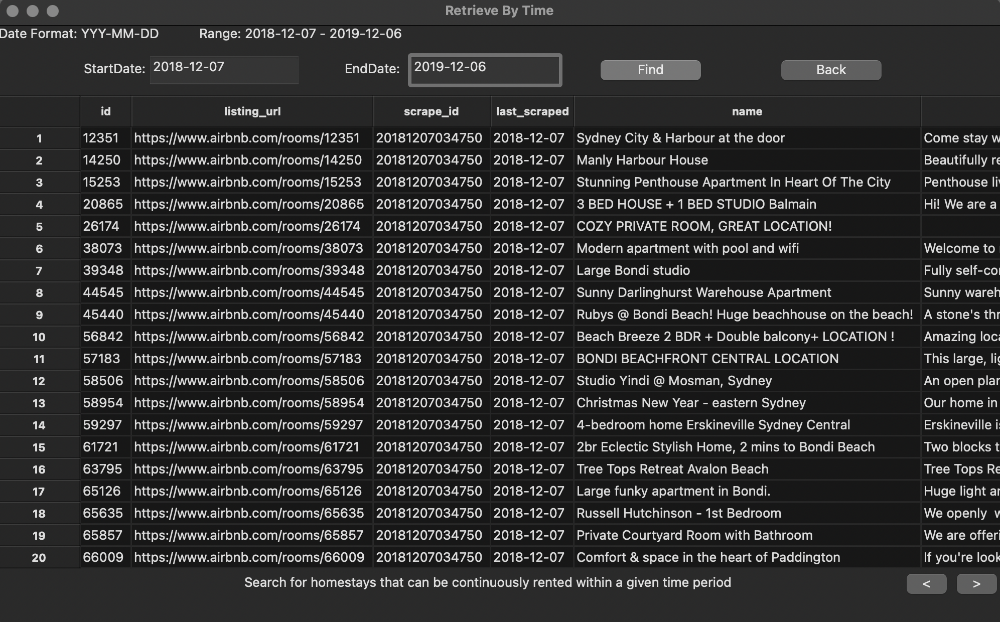 Retrieve By Time
Date Format: YYY-MM-DD Range: 2018-12-07 - 2019-12-06
StartDate: 2018-12-07 EndDate: 2019-12-06 Find Back
id listing_url scrape_id last_scraped name
1 12351 https://www.airbnb.com/rooms/12351 20181207034750 2018-12-07 Sydney City & Harbour at the door Come stay w
2 14250 https://www.airbnb.com/rooms/14250 20181207034750 2018-12-07 Manly Harbour House Beautifully re
3 15253 https://www.airbnb.com/rooms/15253 20181207034750 2018-12-07 Stunning Penthouse Apartment In Heart Of The City Penthouse liv
4 20865 https://www.airbnb.com/rooms/20865 20181207034750 2018-12-07 3 BED HOUSE + 1 BED STUDIO Balmain Hi! We are a
5 26174 https://www.airbnb.com/rooms/26174 20181207034750 2018-12-07 COZY PRIVATE ROOM, GREAT LOCATION!
6 38073 https://www.airbnb.com/rooms/38073 20181207034750 2018-12-07 Modern apartment with pool and wifi Welcome to
7 39348 https://www.airbnb.com/rooms/39348 20181207034750 2018-12-07 Large Bondi studio Fully self-con
8 44545 https://www.airbnb.com/rooms/44545 20181207034750 2018-12-07 Sunny Darlinghurst Warehouse Apartment Sunny wareh
9 45440 https://www.airbnb.com/rooms/45440 20181207034750 2018-12-07 Rubys @ Bondi Beach! Huge beachhouse on the beach! A stone's thr
10 56842 https://www.airbnb.com/rooms/56842 20181207034750 2018-12-07 Beach Breeze 2 BDR + Double balcony+ LOCATION ! Amazing loca
11 57183 https://www.airbnb.com/rooms/57183 20181207034750 2018-12-07 BONDI BEACHFRONT CENTRAL LOCATION This large, lig
12 58506 https://www.airbnb.com/rooms/58506 20181207034750 2018-12-07 Studio Yindi @ Mosman, Sydney An open plan
13 58954 https://www.airbnb.com/rooms/58954 20181207034750 2018-12-07 Christmas New Year - eastern Sydney Our home in
14 59297 https://www.airbnb.com/rooms/59297 20181207034750 2018-12-07 4-bedroom home Erskineville Sydney Central Erskineville is
15 61721 https://www.airbnb.com/rooms/61721 20181207034750 2018-12-07 2br Eclectic Stylish Home, 2 mins to Bondi Beach Two blocks t
16 63795 https://www.airbnb.com/rooms/63795 20181207034750 2018-12-07 Tree Tops Retreat Avalon Beach Tree Tops Re
17 65126 https://www.airbnb.com/rooms/65126 20181207034750 2018-12-07 Large funky apartment in Bondi. Huge light an
18 65635 https://www.airbnb.com/rooms/65635 20181207034750 2018-12-07 Russell Hutchinson - 1st Bedroom We openly w
19 65857 https://www.airbnb.com/rooms/65857 20181207034750 2018-12-07 Private Courtyard Room with Bathroom We are offeri
20 66009 https://www.airbnb.com/rooms/66009 20181207034750 2018-12-07 Comfort & space in the heart of Paddington If you're look
Search for homestays that can be continuously rented within a given time period < >